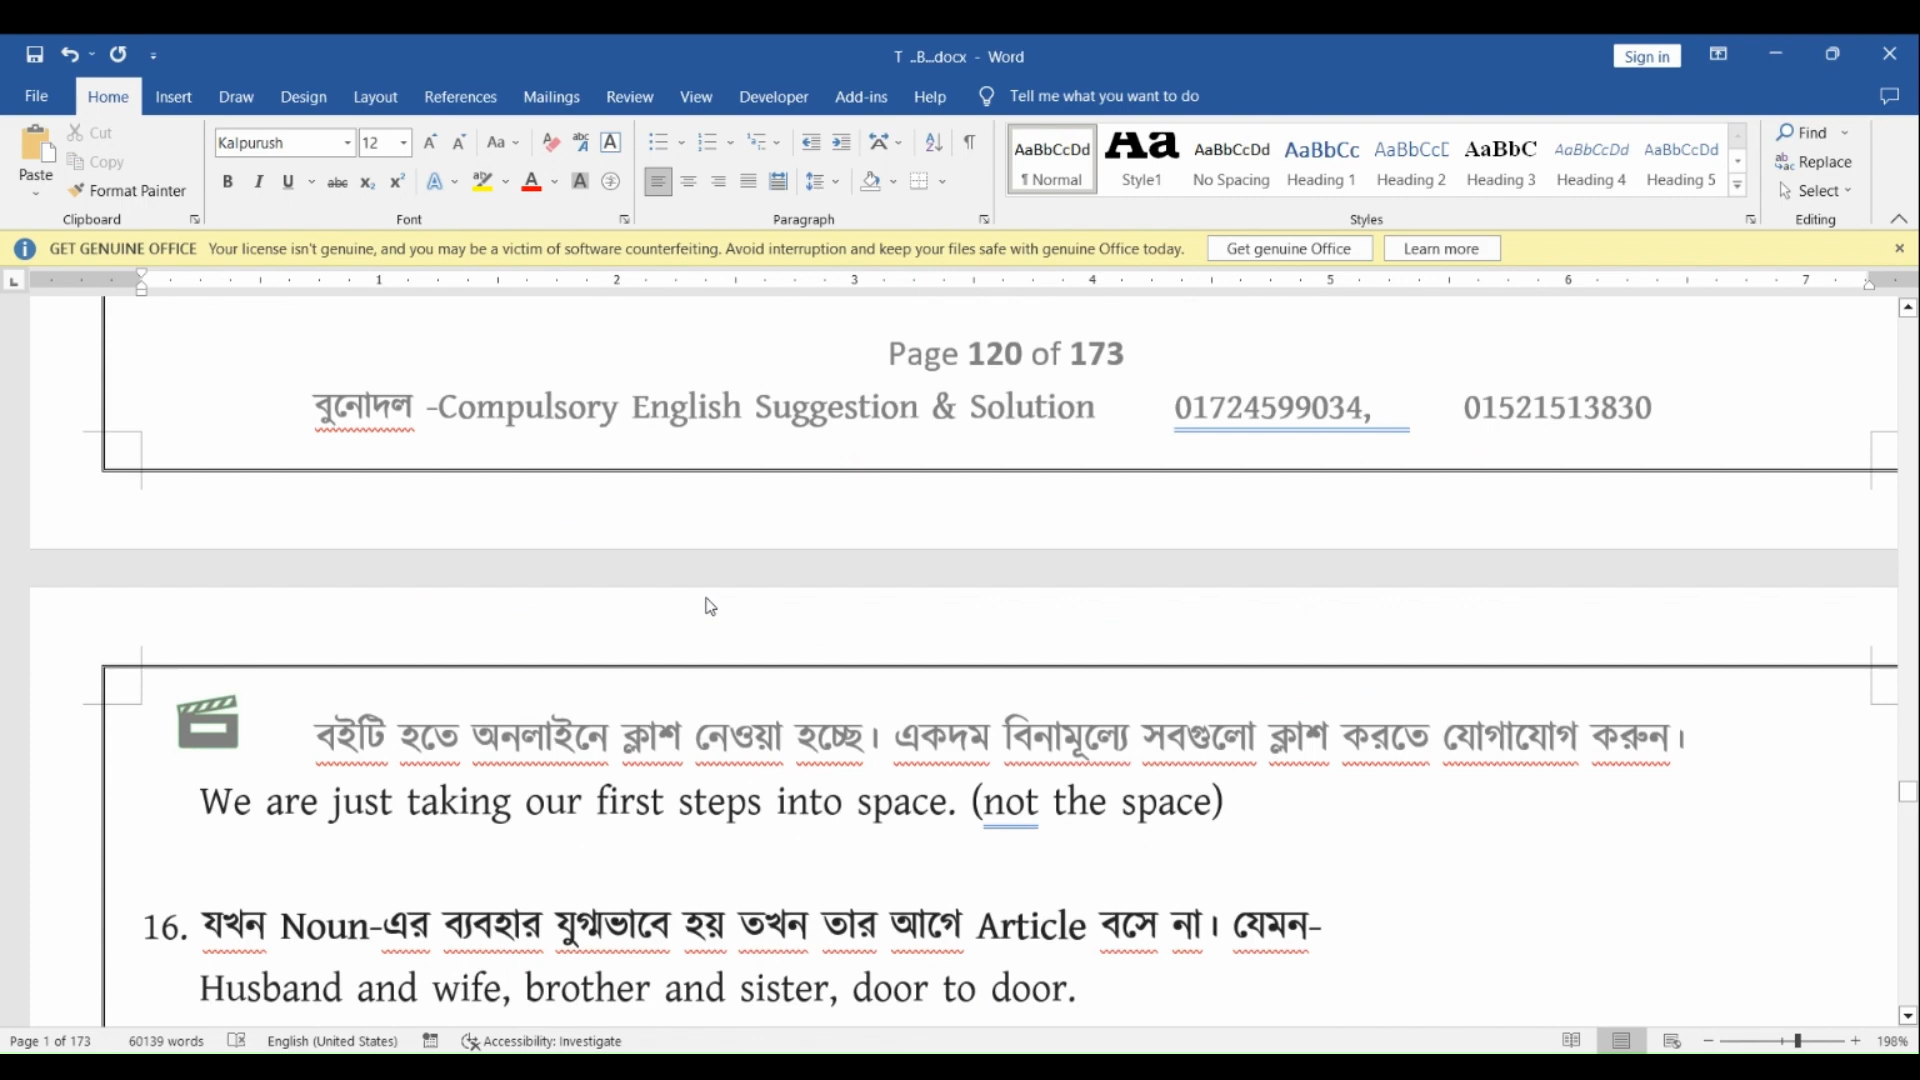 T ..B...docx - Word
Sign in
File Home Insert Draw Design Layout References Mailings Review View Developer Add-ins Help Tell me what you want to do
Paste
Cut
Copy
Format Painter
Clipboard
Kalpurush 12
Font
Paragraph
AaBbCcDd AaBbCcDd AaBbCc AaBbCcD AaBbC AaBbCcDd AaBbCcDd
¶ Normal Style1 No Spacing Heading 1 Heading 2 Heading 3 Heading 4 Heading 5
Styles
Find
Replace
Select
Editing
GET GENUINE OFFICE Your license isn't genuine, and you may be a victim of software counterfeiting. Avoid interruption and keep your files safe with genuine Office today. Get genuine Office Learn more
1 2 3 4 5 6 7
Page 120 of 173
বুনোদল -Compulsory English Suggestion & Solution 01724599034, 01521513830
বইটি হতে অনলাইনে ক্লাশ নেওয়া হচ্ছে। একদম বিনামূল্যে সবগুলো ক্লাশ করতে যোগাযোগ করুন।
We are just taking our first steps into space. (not the space)
16. যখন Noun-এর ব্যবহার যুগ্মভাবে হয় তখন তার আগে Article বসে না। যেমন-
Husband and wife, brother and sister, door to door.
Page 1 of 173 60139 words English (United States) Accessibility: Investigate 198%